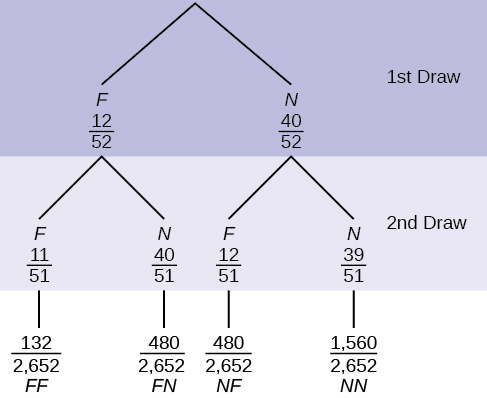 1st Draw
F N
12 40
52 52
2nd Draw
F N F N
11 40 12 39
51 51 51 51
132 480 480 1,560
2,652 2,652 2,652 2,652
FF FN NF NN